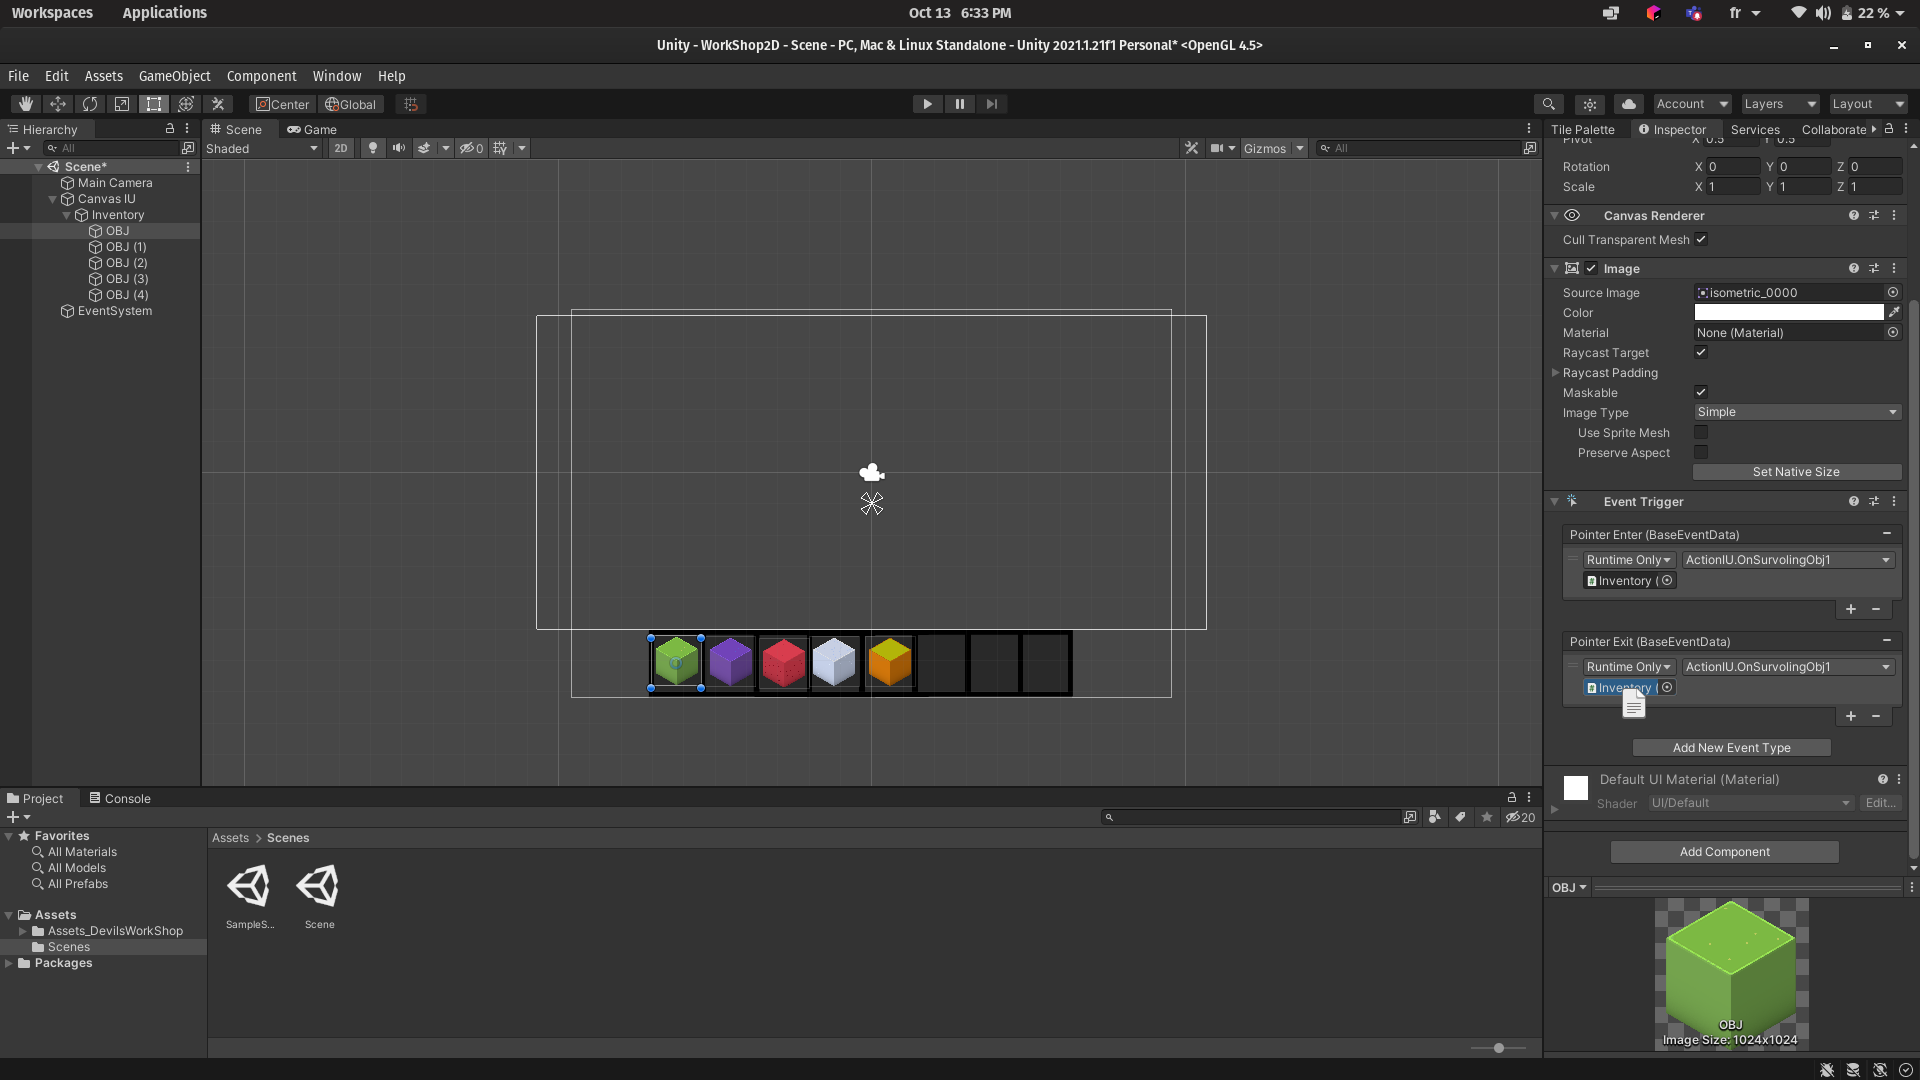 Workspaces Applications Oct 13 6:33 PM fr 22 %
Unity - WorkShop2D - Scene - PC, Mac & Linux Standalone - Unity 2021.1.21f1 Personal* <OpenGL 4.5>
File Edit Assets GameObject Component Window Help
Center Global Account Layers Layout
Hierarchy
All
Scene*
Main Camera
Canvas IU
Inventory
OBJ
OBJ (1)
OBJ (2)
OBJ (3)
OBJ (4)
EventSystem
Scene Game
Shaded 2D 0 Gizmos All
Tile Palette Inspector Services Collaborate
Pivot X 0.5 Y 0.5
Rotation X 0 Y 0 Z 0
Scale X 1 Y 1 Z 1
Canvas Renderer
Cull Transparent Mesh
Image
Source Image isometric_0000
Color
Material None (Material)
Raycast Target
Raycast Padding
Maskable
Image Type Simple
Use Sprite Mesh
Preserve Aspect
Set Native Size
Event Trigger
Pointer Enter (BaseEventData)
Runtime Only ActionIU.OnSurvolingObj1
Inventory (
Pointer Exit (BaseEventData)
Runtime Only ActionIU.OnSurvolingObj1
Inventory (
Add New Event Type
Default UI Material (Material)
Shader UI/Default Edit...
Add Component
OBJ
OBJ
Image Size: 1024x1024
Project Console
20
Favorites
All Materials
All Models
All Prefabs
Assets
Assets_DevilsWorkShop
Scenes
Packages
Assets > Scenes
SampleS... Scene